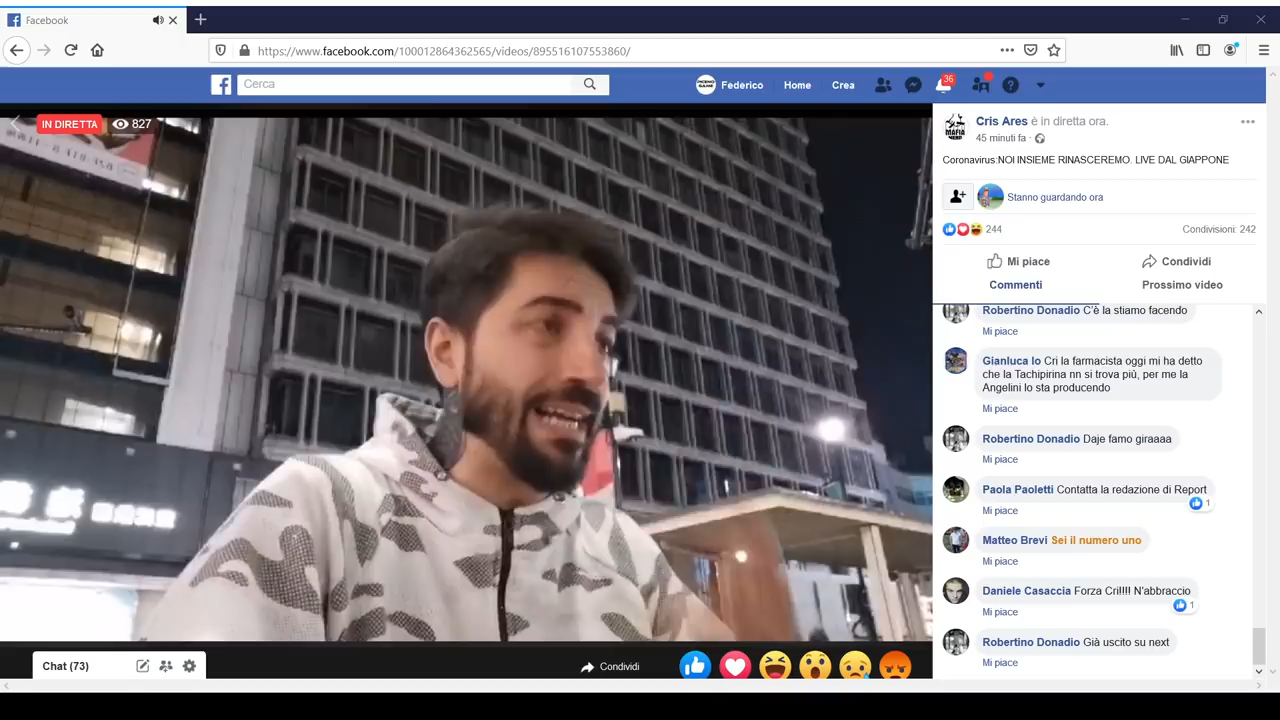 Facebook
https://www.facebook.com/100012864362565/videos/895516107553860/
Cerca
Federico
Home
Crea
36
IN DIRETTA
827
Cris Ares è in diretta ora.
45 minuti fa ·
Coronavirus:NOI INSIEME RINASCEREMO. LIVE DAL GIAPPONE
Stanno guardando ora
244
Condivisioni: 242
Mi piace
Condividi
Commenti
Prossimo video
Robertino Donadio C'è la stiamo facendo
Mi piace
Gianluca Io Cri la farmacista oggi mi ha detto
che la Tachipirina nn si trova più, per me la
Angelini lo sta producendo
Mi piace
Robertino Donadio Daje famo giraaaa
Mi piace
Paola Paoletti Contatta la redazione di Report
1
Mi piace
Matteo Brevi Sei il numero uno
Mi piace
Daniele Casaccia Forza Cri!!!! N'abbraccio
1
Mi piace
Robertino Donadio Già uscito su next
Mi piace
Chat (73)
Condividi